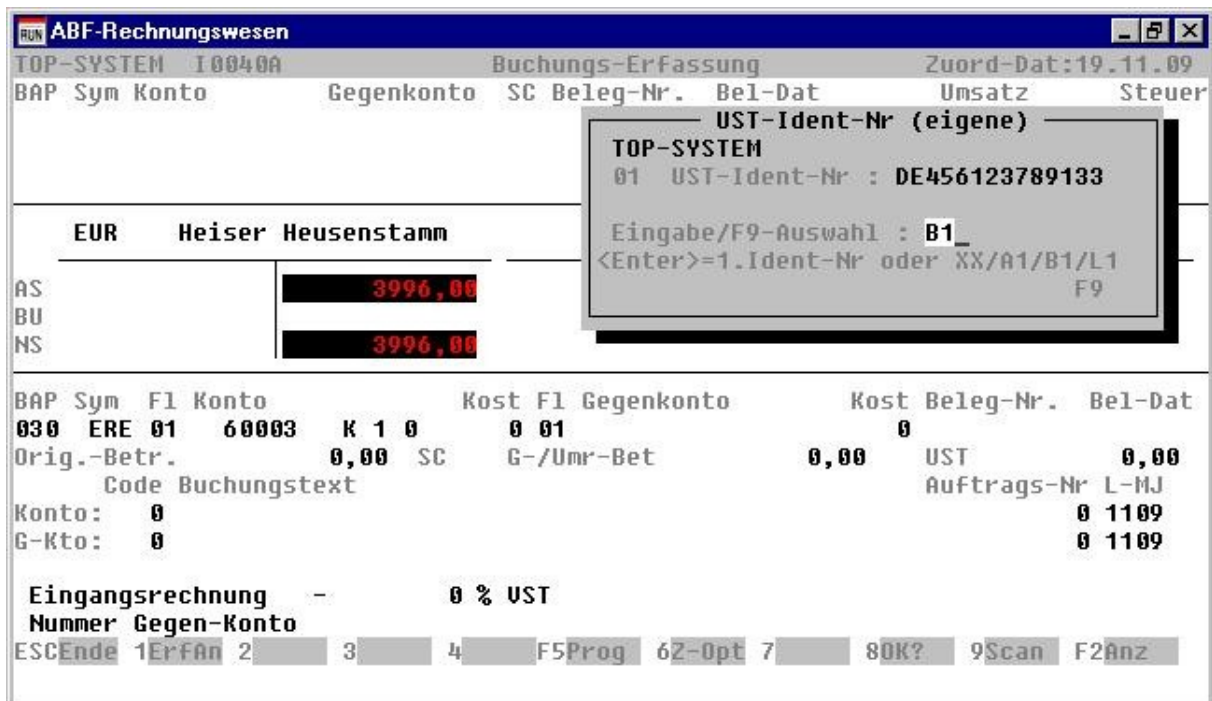 RUN ABF-Rechnungswesen
TOP-SYSTEM I0040A Buchungs-Erfassung Zuord-Dat:19.11.09
BAP Sym Konto Gegenkonto SC Beleg-Nr. Bel-Dat Umsatz Steuer
UST-Ident-Nr (eigene)
TOP-SYSTEM
01 UST-Ident-Nr : DE456123789133
Eingabe/F9-Auswahl : B1_
<Enter>=1.Ident-Nr oder XX/A1/B1/L1
F9
EUR Heiser Heusenstamm
AS 3996,00
BU
NS 3996,00
BAP Sym Fl Konto Kost Fl Gegenkonto Kost Beleg-Nr. Bel-Dat
030 ERE 01 60003 K 1 0 0 01 0
Orig.-Betr. 0,00 SC G-/Umr-Bet 0,00 UST 0,00
Code Buchungstext Auftrags-Nr L-MJ
Konto: 0 0 1109
G-Kto: 0 0 1109
Eingangsrechnung - 0 % VST
Nummer Gegen-Konto
ESCEnde 1ErfAn 2 3 4 F5Prog 6Z-Opt 7 8OK? 9Scan F2Anz